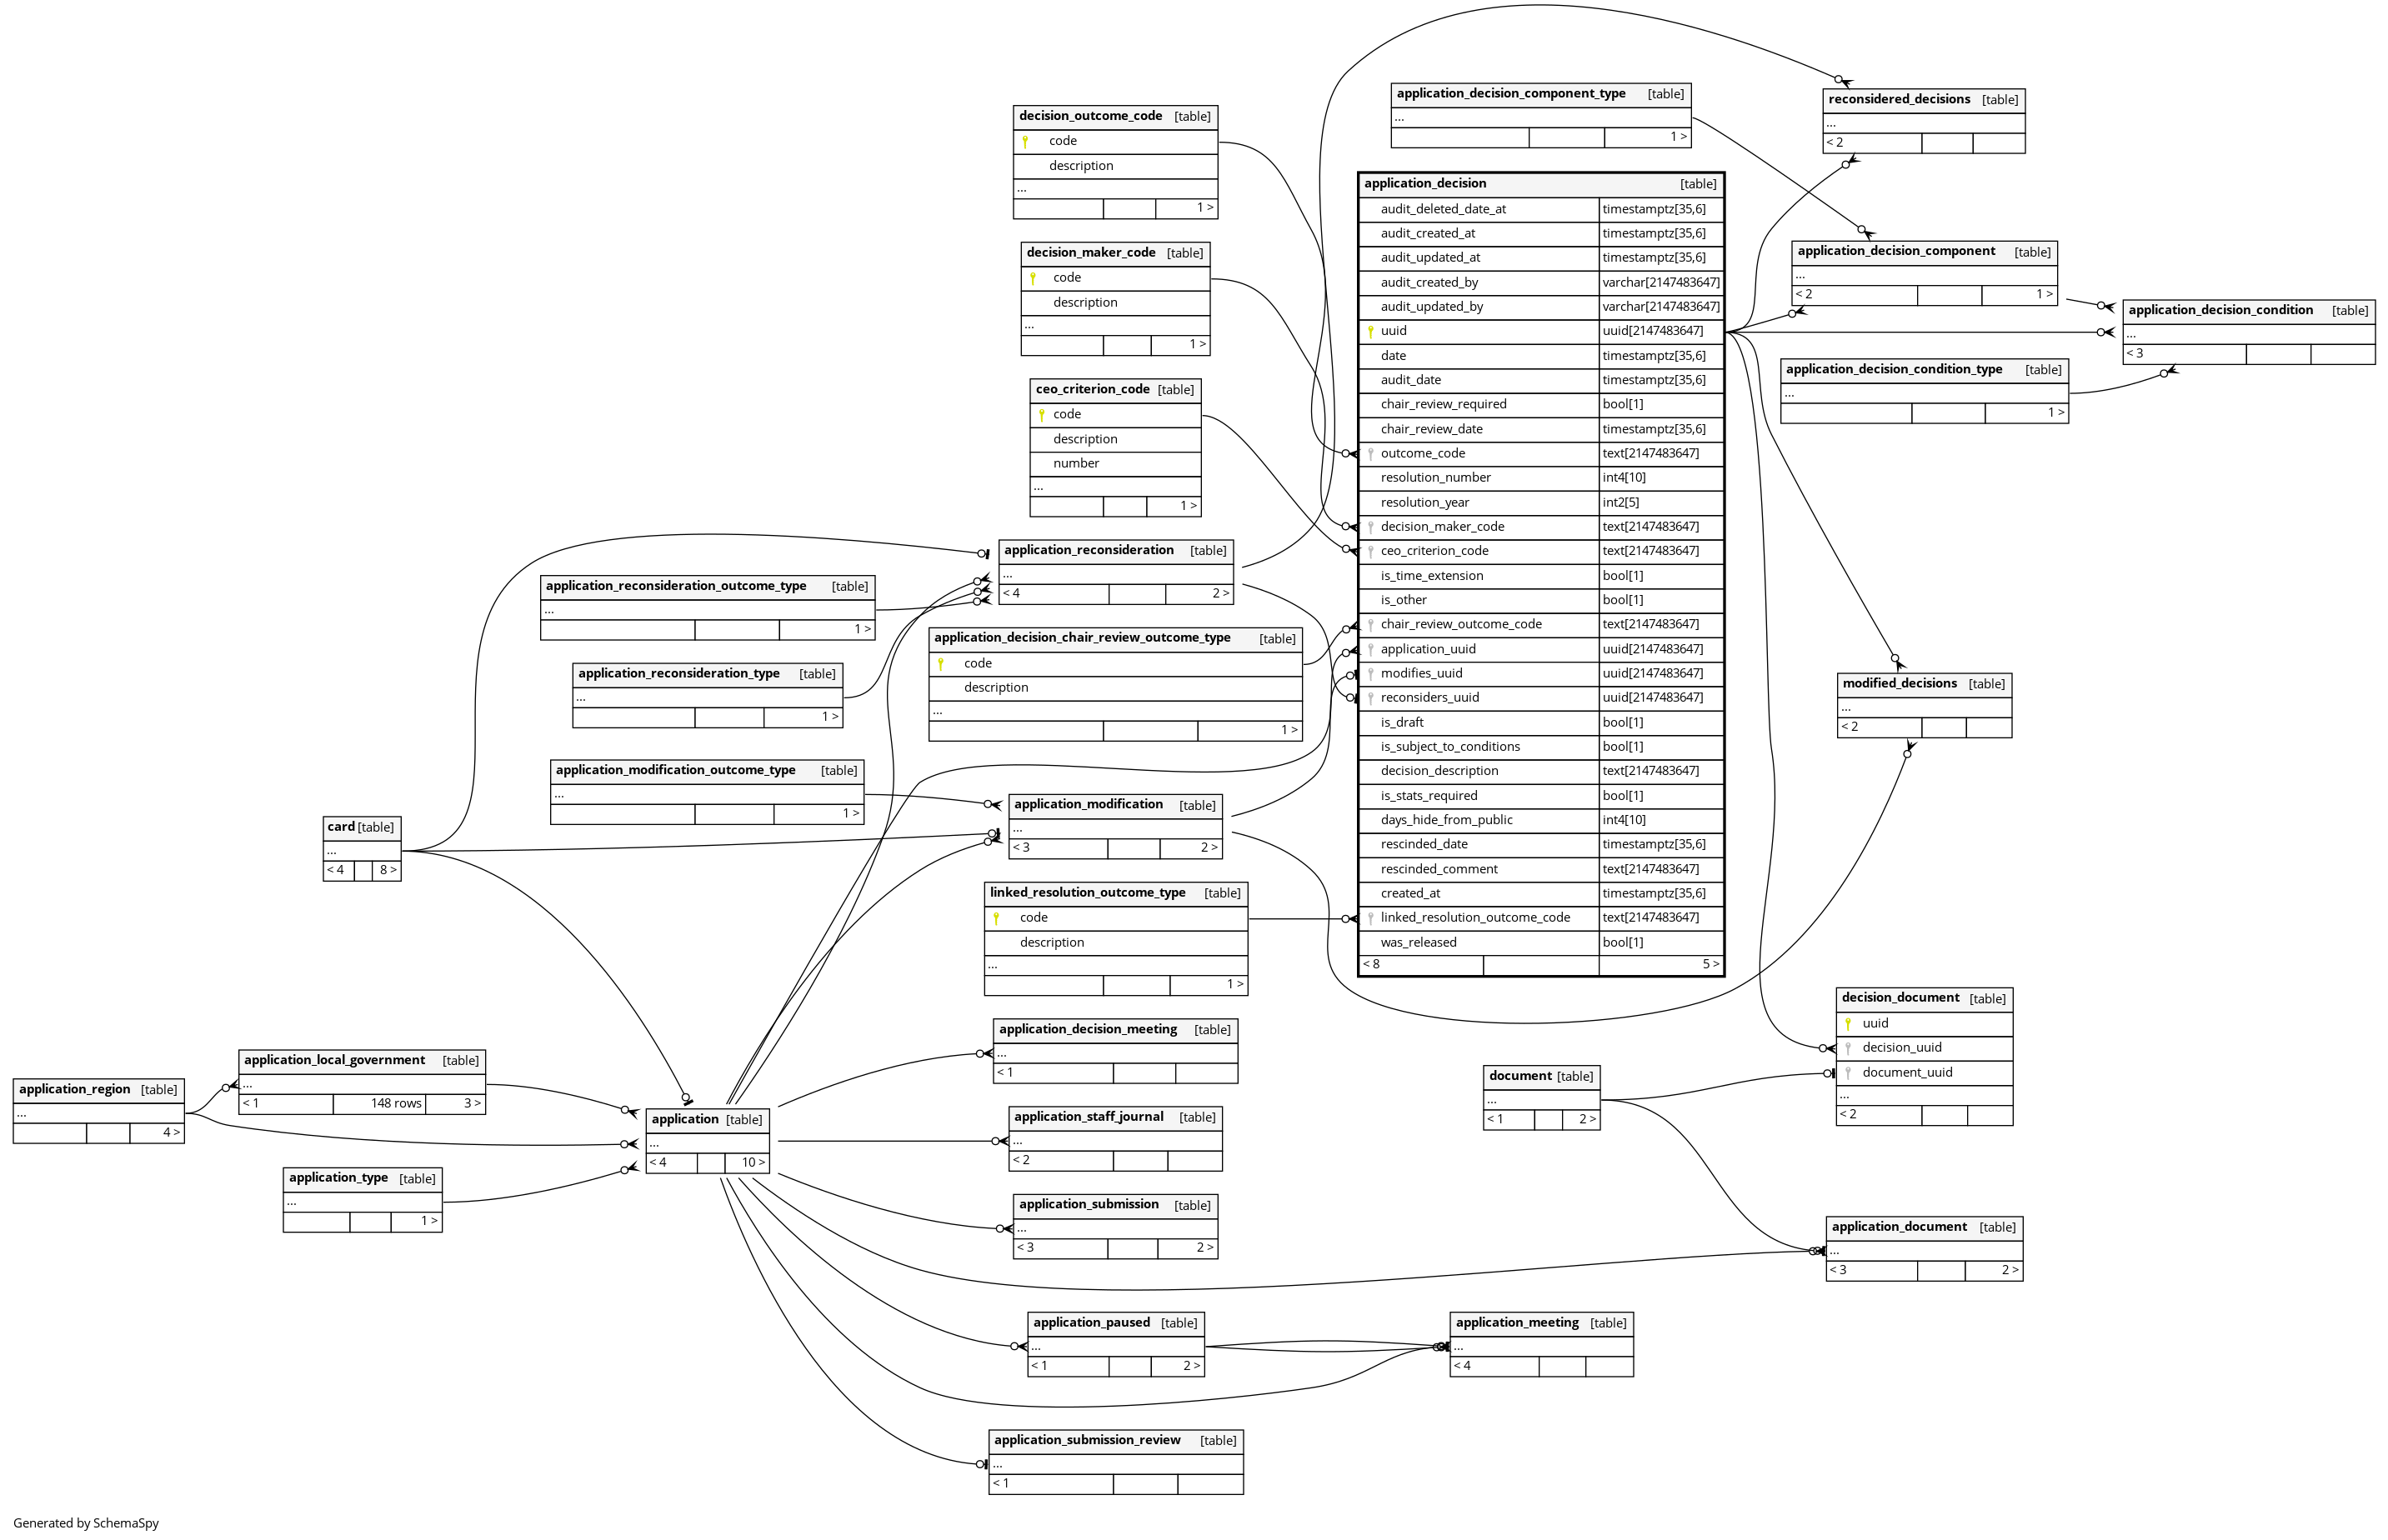 application_decision_component_type [table]
...
1 >
reconsidered_decisions [table]
...
< 2
decision_outcome_code [table]
code
description
...
1 >
application_decision [table]
audit_deleted_date_at timestamptz[35,6]
audit_created_at timestamptz[35,6]
audit_updated_at timestamptz[35,6]
audit_created_by varchar[2147483647]
audit_updated_by varchar[2147483647]
uuid uuid[2147483647]
date timestamptz[35,6]
audit_date timestamptz[35,6]
chair_review_required bool[1]
chair_review_date timestamptz[35,6]
outcome_code text[2147483647]
resolution_number int4[10]
resolution_year int2[5]
decision_maker_code text[2147483647]
ceo_criterion_code text[2147483647]
is_time_extension bool[1]
is_other bool[1]
chair_review_outcome_code text[2147483647]
application_uuid uuid[2147483647]
modifies_uuid uuid[2147483647]
reconsiders_uuid uuid[2147483647]
is_draft bool[1]
is_subject_to_conditions bool[1]
decision_description text[2147483647]
is_stats_required bool[1]
days_hide_from_public int4[10]
rescinded_date timestamptz[35,6]
rescinded_comment text[2147483647]
created_at timestamptz[35,6]
linked_resolution_outcome_code text[2147483647]
was_released bool[1]
< 8 5 >
decision_maker_code [table]
code
description
...
1 >
application_decision_component [table]
...
< 2 1 >
application_decision_condition [table]
...
< 3
application_decision_condition_type [table]
...
1 >
ceo_criterion_code [table]
code
description
number
...
1 >
application_reconsideration [table]
...
< 4 2 >
application_reconsideration_outcome_type [table]
...
1 >
application_decision_chair_review_outcome_type [table]
code
description
...
1 >
application_reconsideration_type [table]
...
1 >
modified_decisions [table]
...
< 2
application_modification_outcome_type [table]
...
1 >
application_modification [table]
...
< 3 2 >
card [table]
...
< 4 8 >
linked_resolution_outcome_type [table]
code
description
...
1 >
decision_document [table]
uuid
decision_uuid
document_uuid
...
< 2
application_decision_meeting [table]
...
< 1
application_local_government [table]
...
< 1 148 rows 3 >
document [table]
...
< 1 2 >
application_region [table]
...
4 >
application [table]
...
< 4 10 >
application_staff_journal [table]
...
< 2
application_type [table]
...
1 >
application_submission [table]
...
< 3 2 >
application_document [table]
...
< 3 2 >
application_paused [table]
...
< 1 2 >
application_meeting [table]
...
< 4
application_submission_review [table]
...
< 1
Generated by SchemaSpy